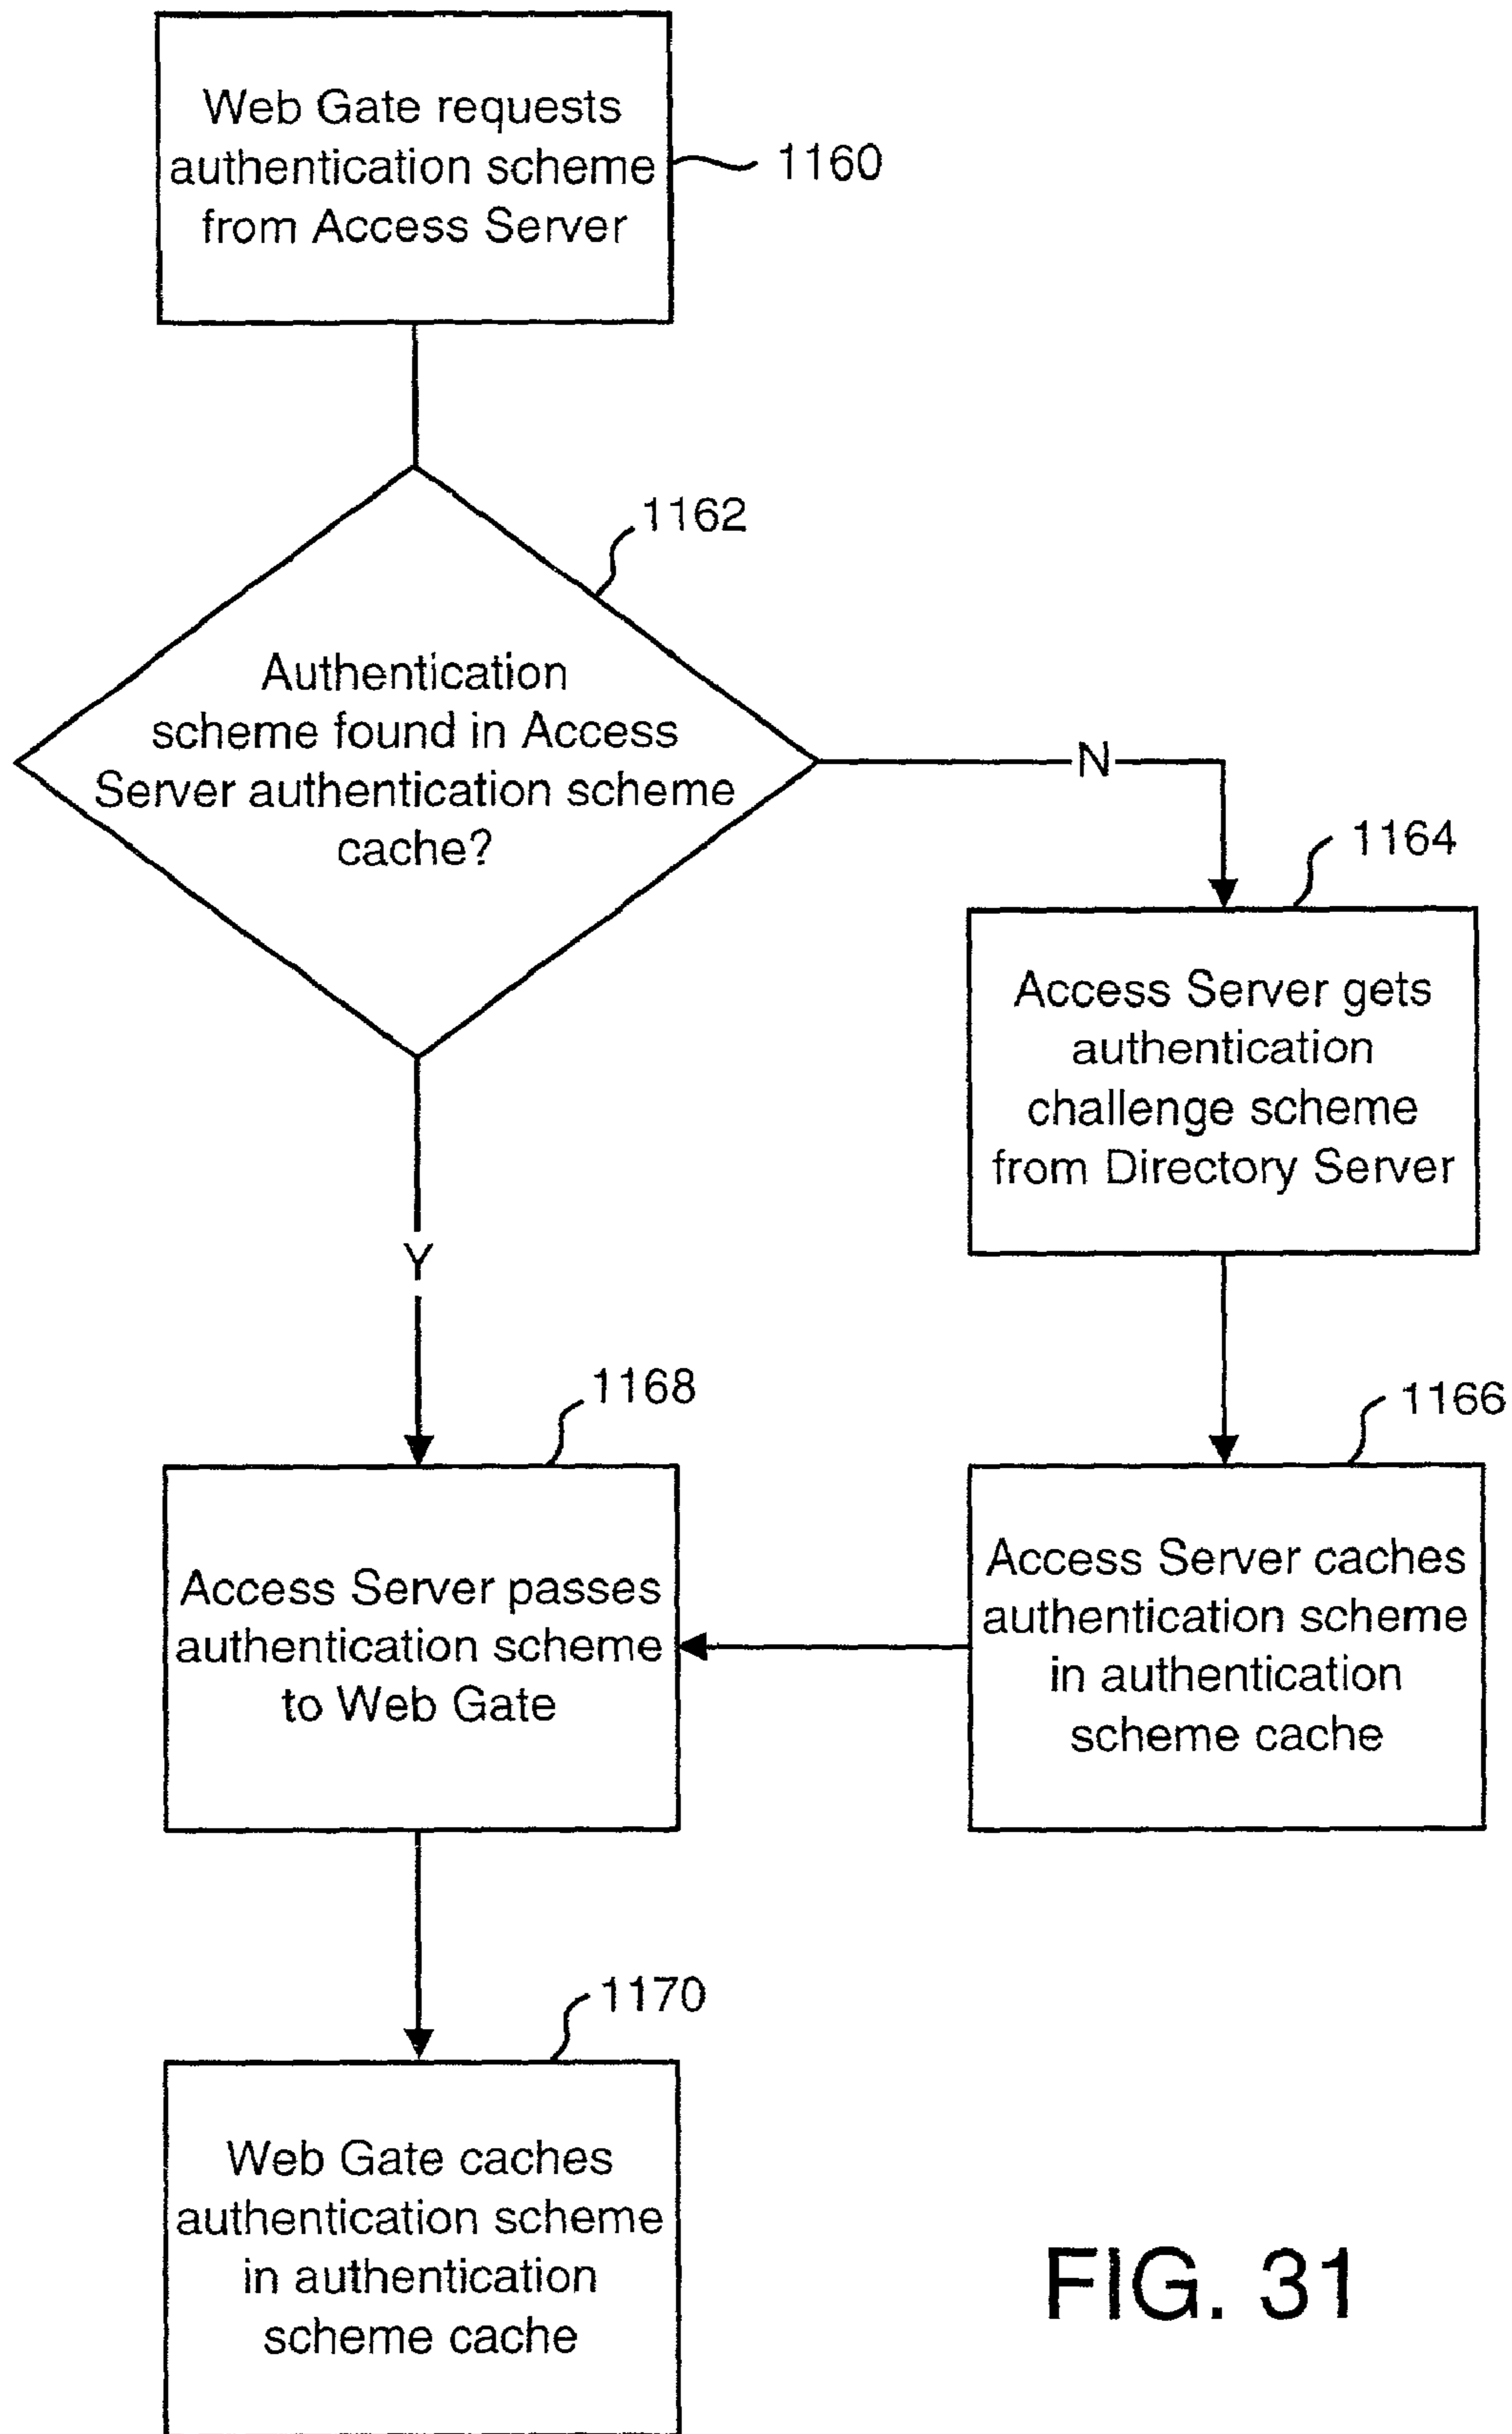 Web Gate requests
authentication scheme
from Access Server
1160
1162
Authentication
scheme found in Access
Server authentication scheme
cache?
N
1164
Access Server gets
authentication
challenge scheme
from Directory Server
Y
1168
1166
Access Server passes
authentication scheme
to Web Gate
Access Server caches
authentication scheme
in authentication
scheme cache
1170
Web Gate caches
authentication scheme
in authentication
scheme cache
FIG. 31